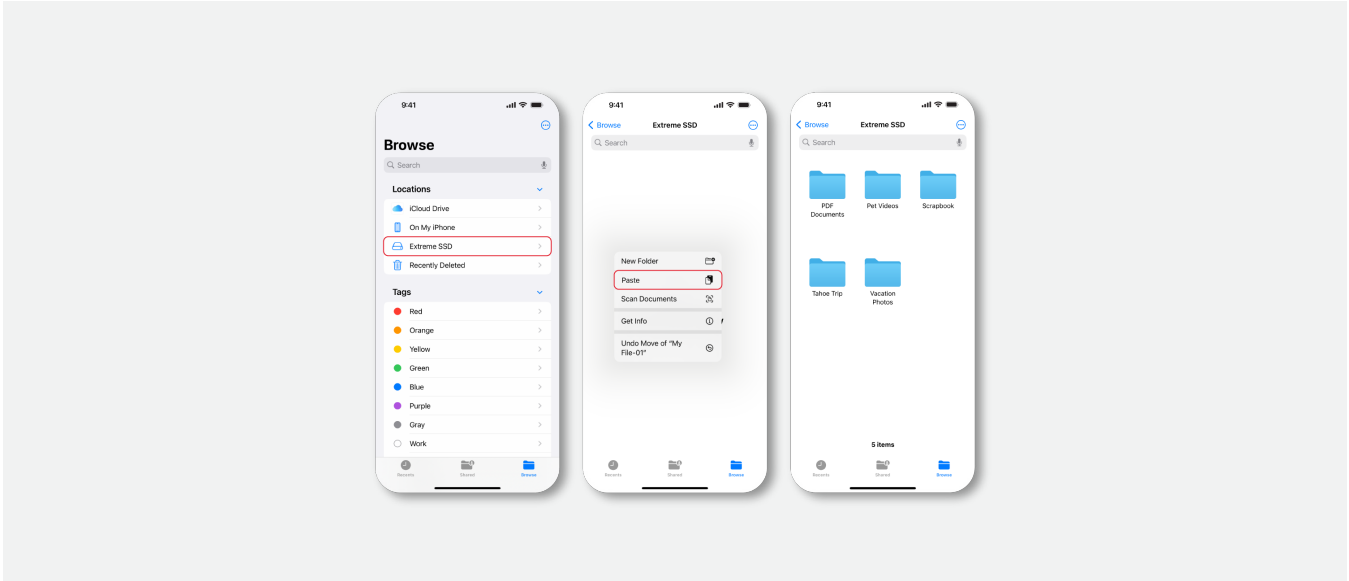 9:41
Browse
Search
Locations
iCloud Drive
On My iPhone
Extreme SSD
Recently Deleted
Tags
Red
Orange
Yellow
Green
Blue
Purple
Gray
Work
Recents
Shared
Browse
9:41
Browse
Extreme SSD
Search
New Folder
Paste
Scan Documents
Get Info
Undo Move of “My
File-01”
Recents
Shared
Browse
9:41
Browse
Extreme SSD
Search
PDF
Documents
Pet Videos
Scrapbook
Tahoe Trip
Vacation
Photos
5 items
Recents
Shared
Browse